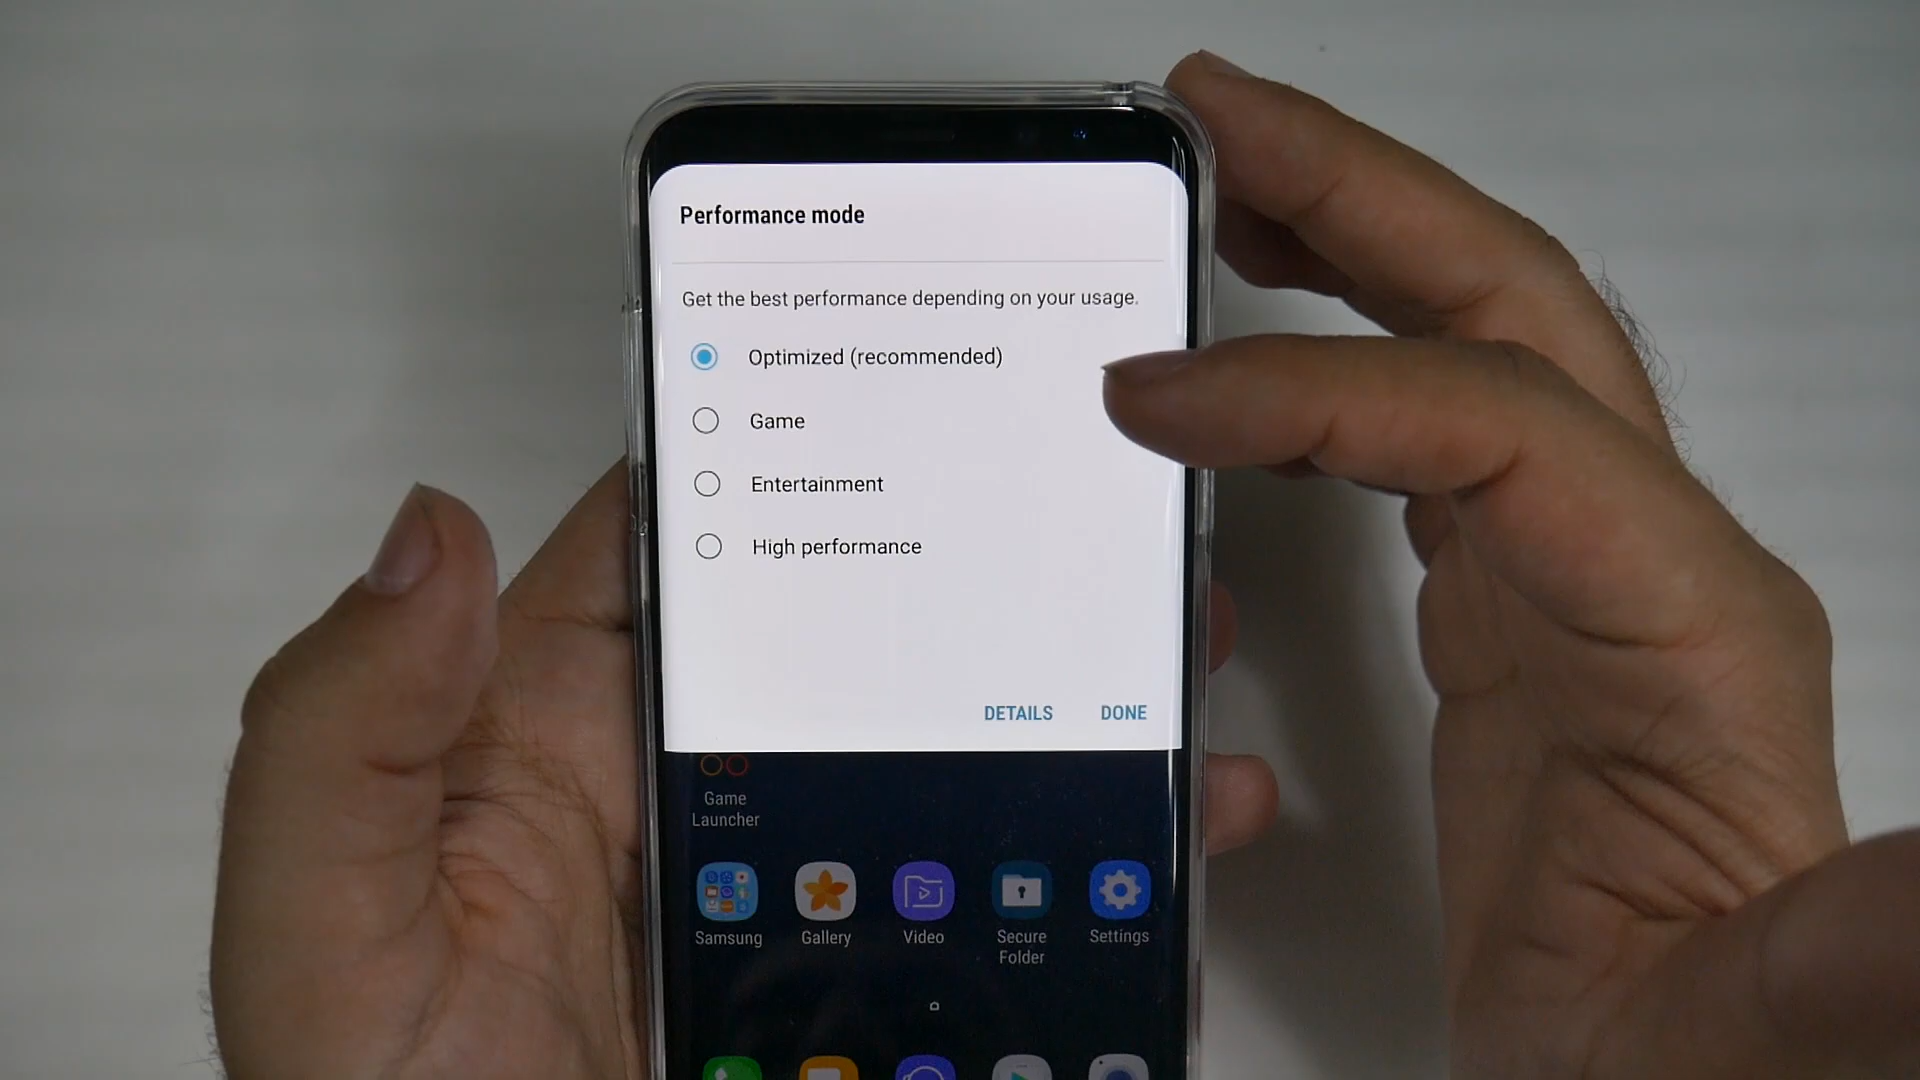 Performance mode
Get the best performance depending on your usage.
Optimized (recommended)
Game
Entertainment
High performance
DETAILS DONE
Game
Launcher
Samsung Gallery Video Secure Settings
Folder